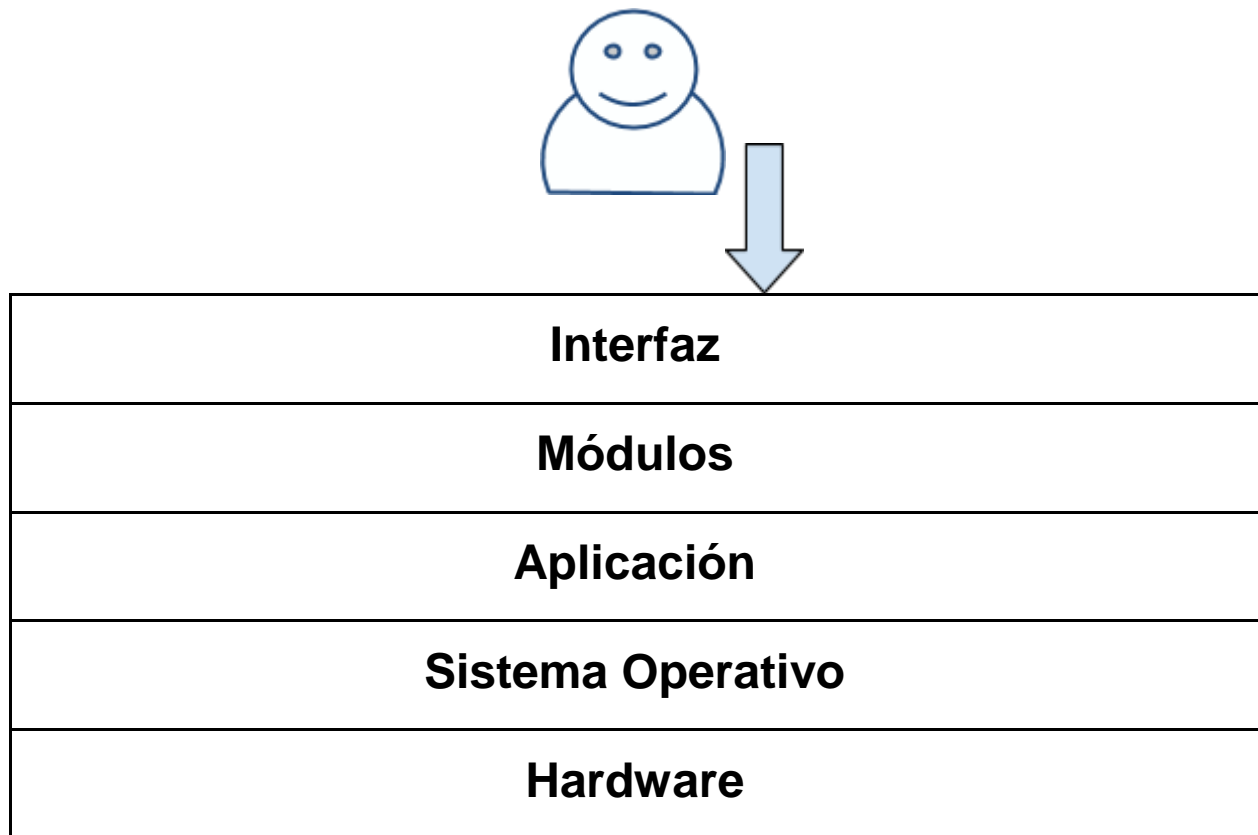 Interfaz
Módulos
Aplicación
Sistema Operativo
Hardware